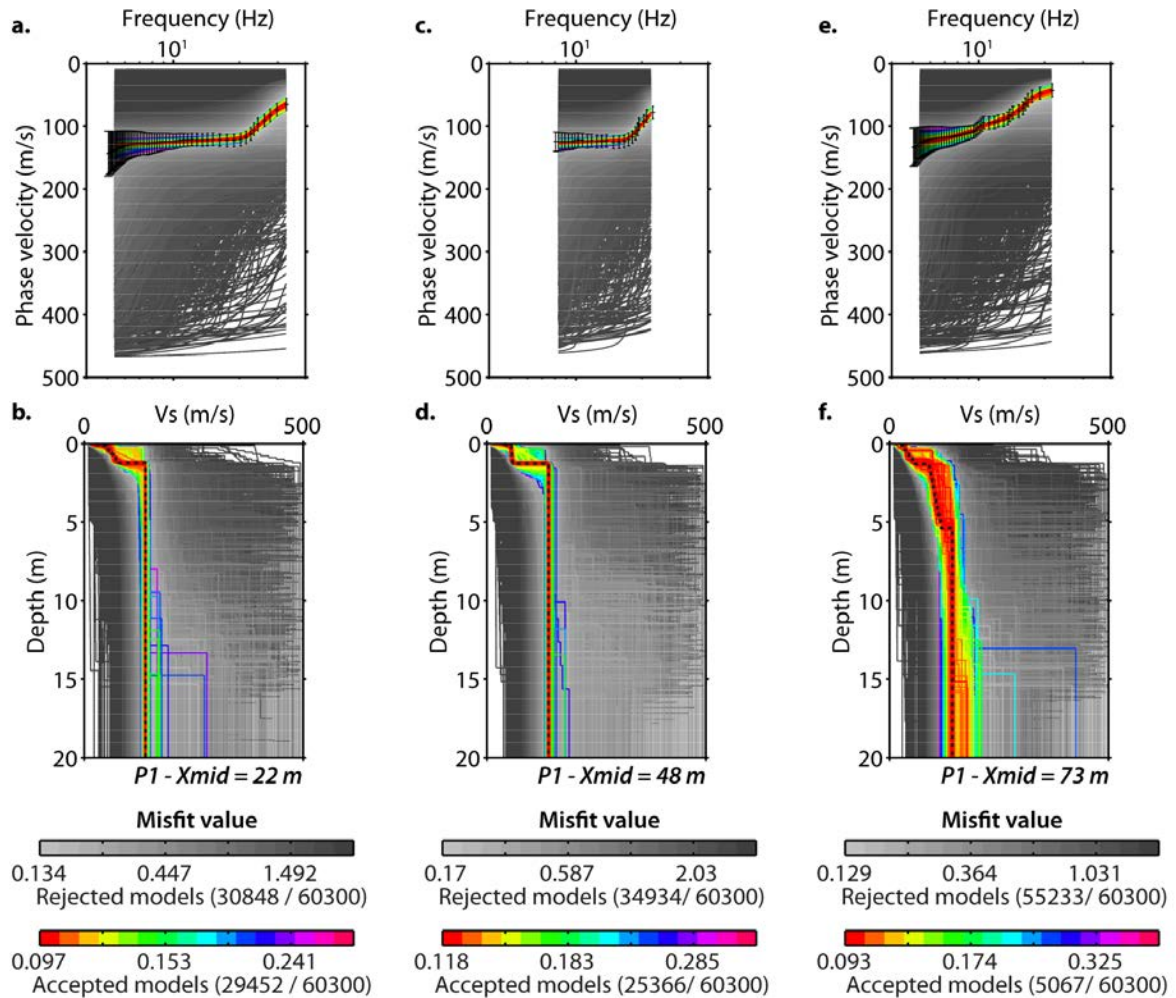 a.
Frequency (Hz)
10¹
Phase velocity (m/s)
0
100
200
300
400
500
c.
Frequency (Hz)
10¹
Phase velocity (m/s)
0
100
200
300
400
500
e.
Frequency (Hz)
10¹
Phase velocity (m/s)
0
100
200
300
400
500
b.
Vs (m/s)
0 500
Depth (m)
0
5
10
15
20
P1 - Xmid = 22 m
d.
Vs (m/s)
0 500
Depth (m)
0
5
10
15
20
P1 - Xmid = 48 m
f.
Vs (m/s)
0 500
Depth (m)
0
5
10
15
20
P1 - Xmid = 73 m
Misfit value
0.134 0.447 1.492
Rejected models (30848 / 60300)
0.097 0.153 0.241
Accepted models (29452 / 60300)
Misfit value
0.17 0.587 2.03
Rejected models (34934/ 60300)
0.118 0.183 0.285
Accepted models (25366/ 60300)
Misfit value
0.129 0.364 1.031
Rejected models (55233/ 60300)
0.093 0.174 0.325
Accepted models (5067/ 60300)